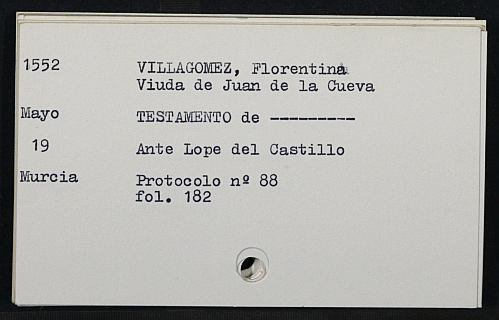 1552 VILLAGOMEZ, Florentina
Viuda de Juan de la Cueva
Mayo TESTAMENTO de ---------
19 Ante Lope del Castillo
Murcia Protocolo nº 88
fol. 182